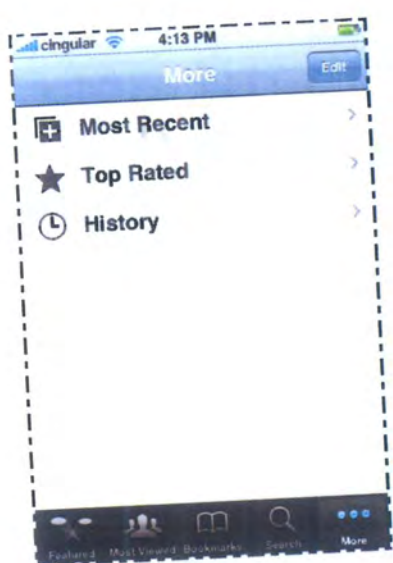 cingular 4:13 PM
More Edit
Most Recent
Top Rated
History
Featured Most Viewed Bookmarks Search More